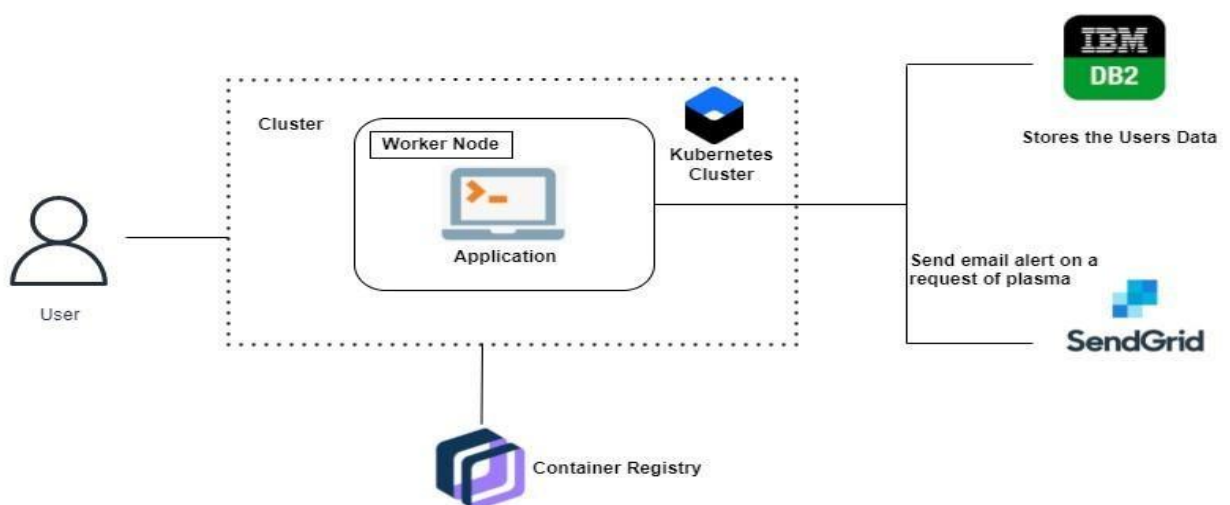 IBM
DB2
Stores the Users Data
Cluster
Worker Node
Kubernetes
Cluster
Application
User
Send email alert on a
request of plasma
SendGrid
Container Registry